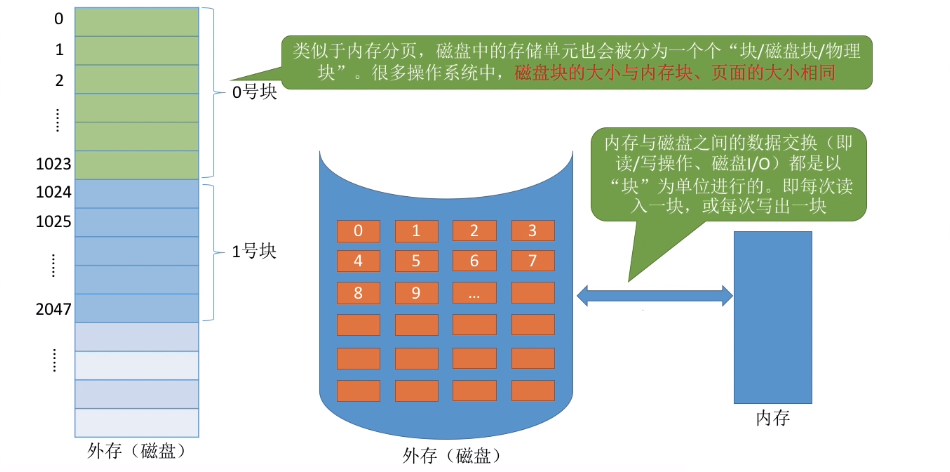 0
1
2
......
1023
1024
1025
......
2047
......
0号块
1号块
外存（磁盘）
类似于内存分页，磁盘中的存储单元也会被分为一个个“块/磁盘块/物理
块”。很多操作系统中，磁盘块的大小与内存块、页面的大小相同
内存与磁盘之间的数据交换（即
读/写操作、磁盘I/O）都是以
“块”为单位进行的。即每次读
入一块，或每次写出一块
0 1 2 3
4 5 6 7
8 9 ...
外存（磁盘）
内存